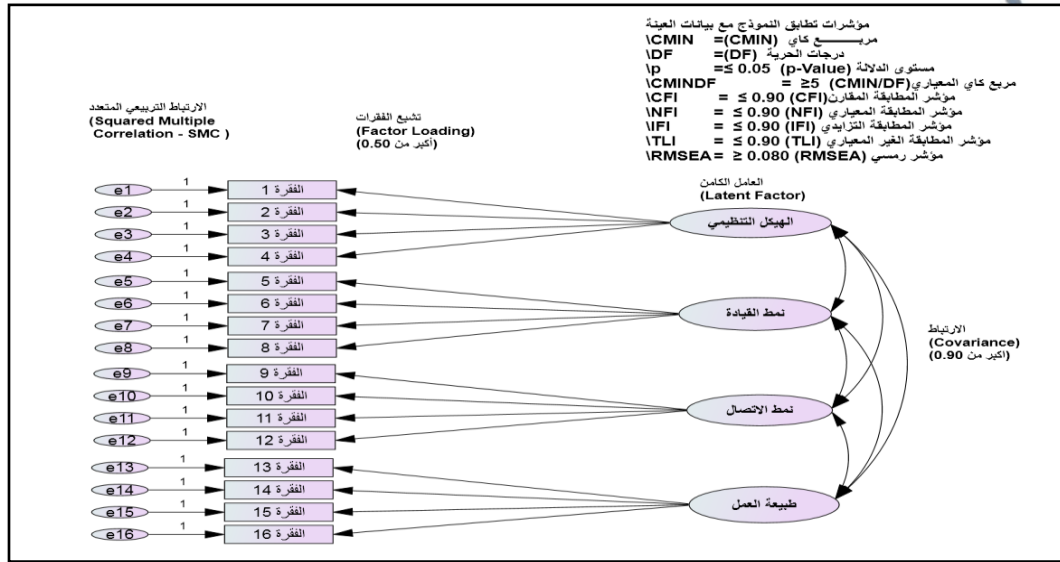 مؤشرات تطابق النموذج مع بيانات العينة
مربـــــــع كاي (CMIN)= \CMIN
درجات الحرية (DF)= \DF
مستوى الدلالة (p-Value) 0.05 ≥= \p
مربع كاي المعياري(CMIN/DF) ≥5 = \CMINDF
مؤشر المطابقة المقارن(CFI) 0.90 ≥ = \CFI
مؤشر المطابقة المعياري (NFI) 0.90 ≥ = \NFI
مؤشر المطابقة التزايدي (IFI) 0.90 ≥ = \IFI
مؤشر المطابقة الغير المعياري (TLI) 0.90 ≥ = \TLI
مؤشر رمسي (RMSEA) 0.080 ≤ =RMSEA\
الارتباط التربيعي المتعدد
(Squared Multiple
Correlation - SMC )
تشبع الفقرات
(Factor Loading)
(أكبر من 0.50)
العامل الكامن
(Latent Factor)
e1 1 الفقرة 1
e2 1 الفقرة 2
e3 1 الفقرة 3
e4 1 الفقرة 4
الهيكل التنظيمي
e5 1 الفقرة 5
e6 1 الفقرة 6
e7 1 الفقرة 7
e8 1 الفقرة 8
نمط القيادة
الارتباط
(Covariance)
(اكبر من 0.90)
e9 1 الفقرة 9
e10 1 الفقرة 10
e11 1 الفقرة 11
e12 1 الفقرة 12
نمط الاتصال
e13 1 الفقرة 13
e14 1 الفقرة 14
e15 1 الفقرة 15
e16 1 الفقرة 16
طبيعة العمل